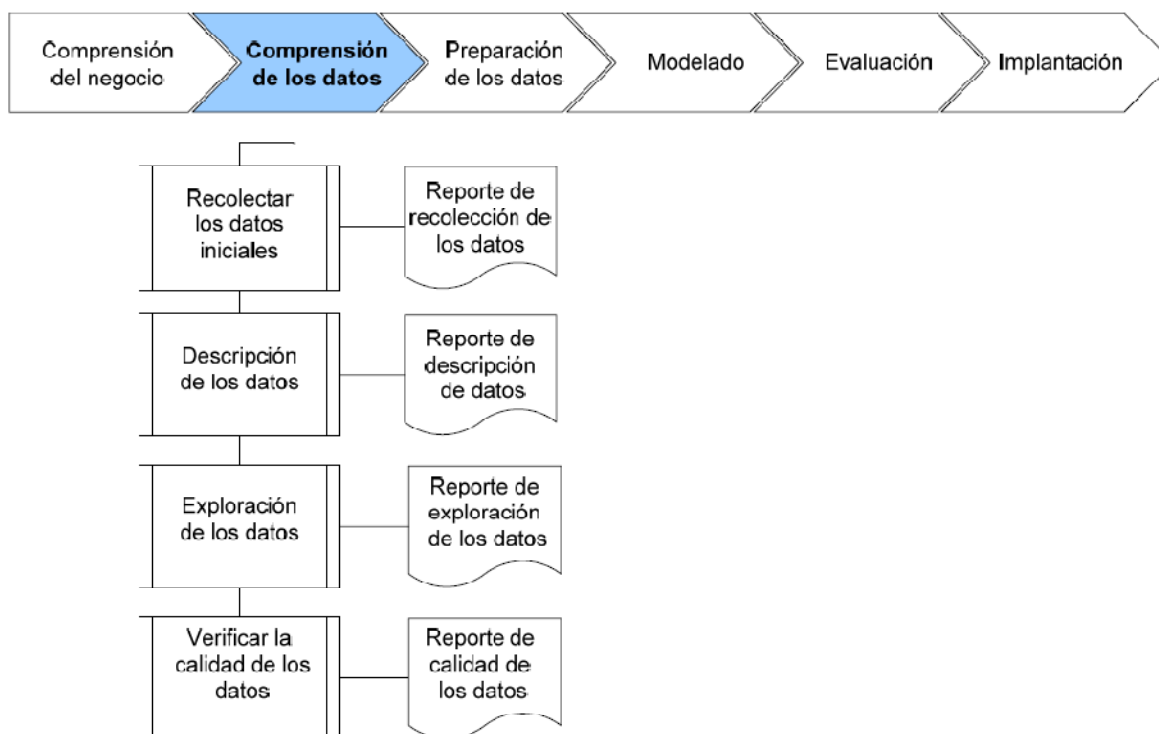 Comprensión
del negocio
Comprensión
de los datos
Preparación
de los datos
Modelado
Evaluación
Implantación
Recolectar
los datos
iniciales
Reporte de
recolección de
los datos
Descripción
de los datos
Reporte de
descripción
de datos
Exploración
de los datos
Reporte de
exploración
de los datos
Verificar la
calidad de los
datos
Reporte de
calidad de
los datos